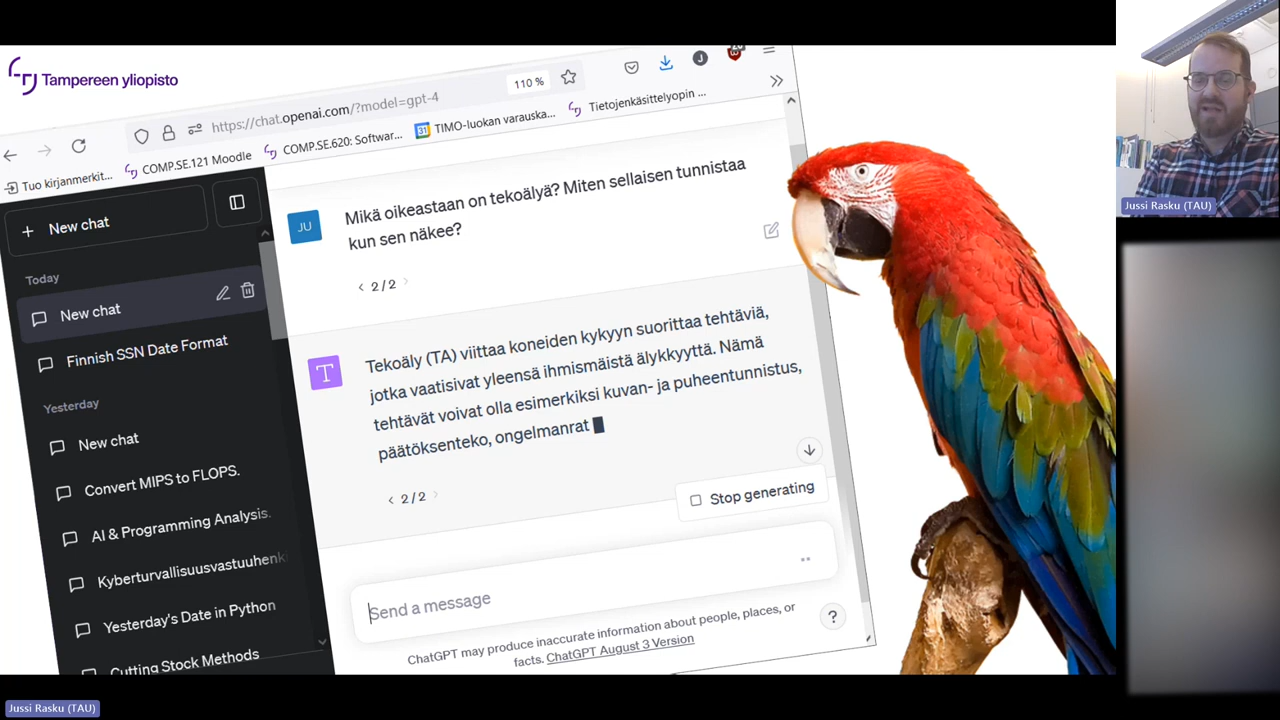 Tampereen yliopisto
110 %
https://chat.openai.com/?model=gpt-4
Tuo kirjanmerkit...
COMP.SE.121 Moodle
COMP.SE.620: Softwar...
31
TIMO-luokan varauska...
Tietojenkäsittelyopin ...
J
20
+ New chat
Today
New chat
Finnish SSN Date Format
Yesterday
New chat
Convert MIPS to FLOPS.
AI & Programming Analysis.
Kyberturvallisuusvastuuhenk
Yesterday's Date in Python
Cutting Stock Methods
JU
Mikä oikeastaan on tekoälyä? Miten sellaisen tunnistaa
kun sen näkee?
< 2 / 2 >
T
Tekoäly (TA) viittaa koneiden kykyyn suorittaa tehtäviä,
jotka vaatisivat yleensä ihmismäistä älykkyyttä. Nämä
tehtävät voivat olla esimerkiksi kuvan- ja puheentunnistus,
päätöksenteko, ongelmanrat
< 2 / 2 >
Stop generating
Send a message
ChatGPT may produce inaccurate information about people, places, or
facts. ChatGPT August 3 Version
?
Jussi Rasku (TAU)
Jussi Rasku (TAU)